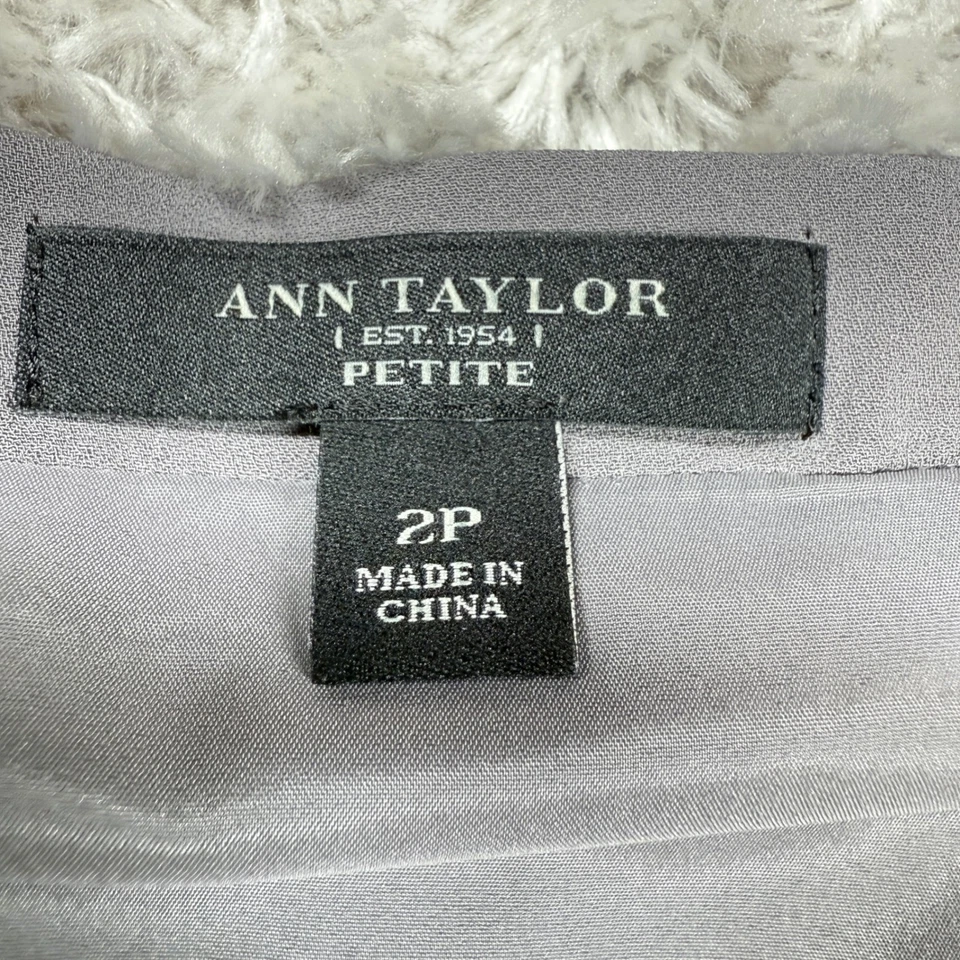 ANN TAYLOR
| EST. 1954 |
PETITE
2P
MADE IN
CHINA